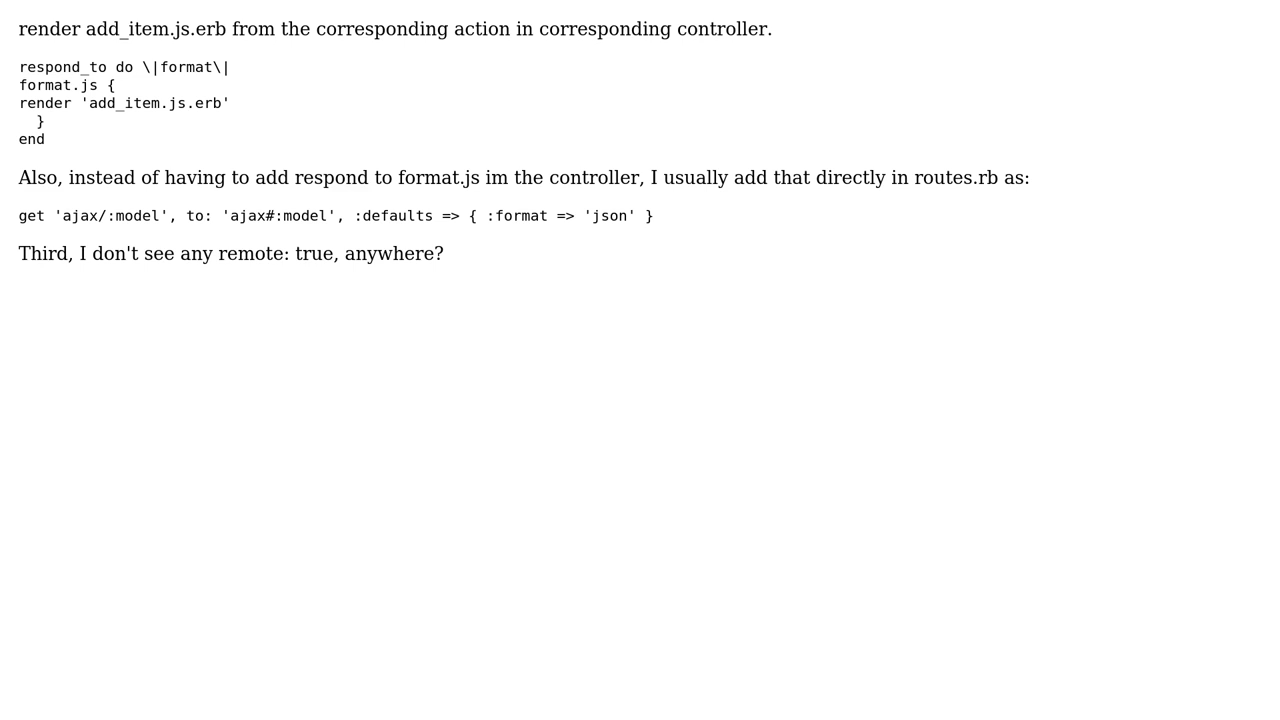 render add_item.js.erb from the corresponding action in corresponding controller.
respond_to do \|format\|
format.js {
render 'add_item.js.erb'
  }
end
Also, instead of having to add respond to format.js im the controller, I usually add that directly in routes.rb as:
get 'ajax/:model', to: 'ajax#:model', :defaults => { :format => 'json' }
Third, I don't see any remote: true, anywhere?